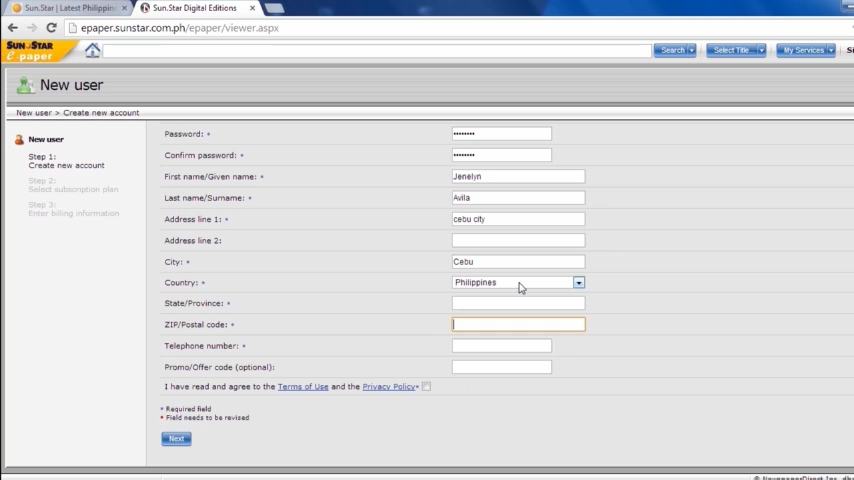 Sun.Star | Latest Philippin
Sun.Star Digital Editions
epaper.sunstar.com.ph/epaper/viewer.aspx
SUN STAR
e-paper
Search
Select Title...
My Services
New user
New user > Create new account
New user
Step 1:
Create new account
Step 2:
Select subscription plan
Step 3:
Enter billing information
Password: * ••••••••
Confirm password: * ••••••••
First name/Given name: * Jenelyn
Last name/Surname: * Avila
Address line 1: * cebu city
Address line 2:
City: * Cebu
Country: * Philippines
State/Province: *
ZIP/Postal code: *
Telephone number: *
Promo/Offer code (optional):
I have read and agree to the Terms of Use and the Privacy Policy*
* Required field
* Field needs to be revised
Next
© NewspaperDirect Inc.